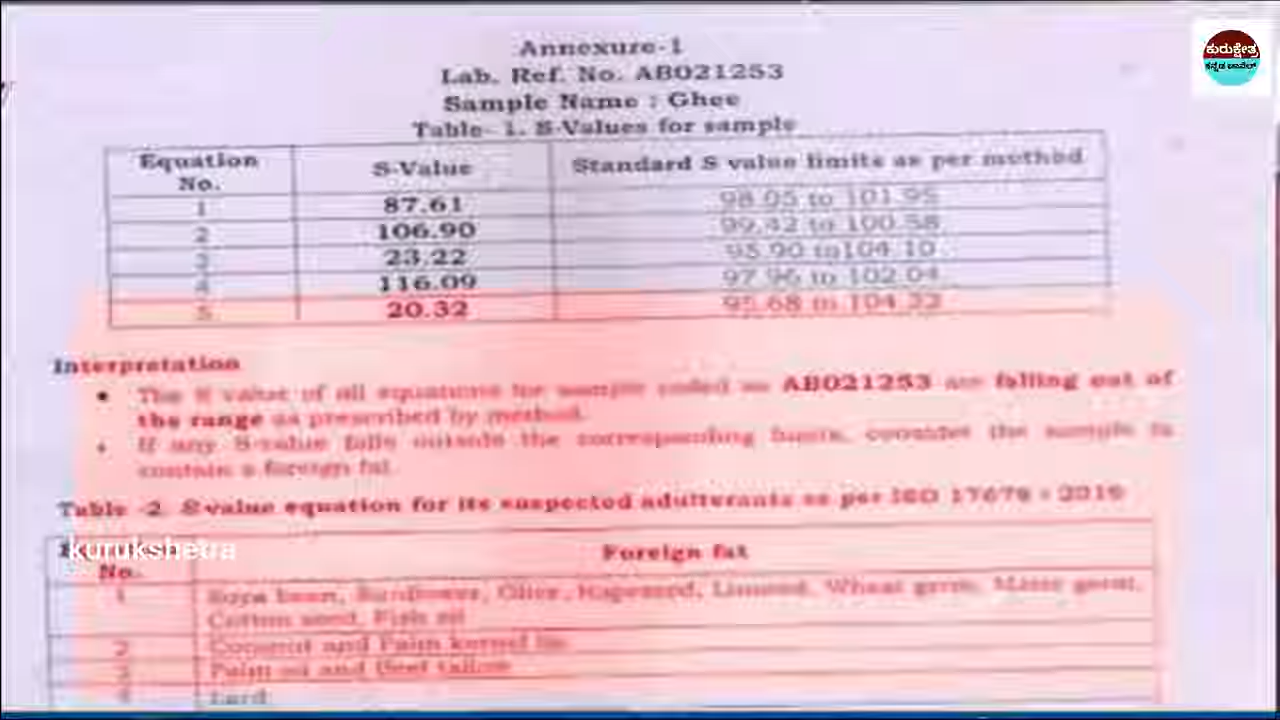 ಕುರುಕ್ಷೇತ್ರ
ಕನ್ನಡ ಚಾನೆಲ್
Annexure-1
Lab. Ref. No. AB021253
Sample Name : Ghee
Table- 1. S-Values for sample
Equation No. S-Value Standard S value limits as per method
1 87.61 98.05 to 101.95
2 106.90 99.42 to 100.58
3 23.22 95.90 to104.10
4 116.09 97.96 to 102.04
5 20.32 95.68 to 104.32
Interpretation
• The S value of all equations for sample coded as AB021253 are falling out of
the range as prescribed by method.
• If any S-value falls outside the corresponding limits, consider the sample to
contain a foreign fat
Table -2. S-value equation for its suspected adulterants as per ISO 17678 : 2019
kurukshetra
No. Foreign fat
1 Soya bean, Sunflower, Olive, Rapeseed, Linseed, Wheat germ, Maize germ,
Cotton seed, Fish oil
2 Coconut and Palm kernel
3 Palm oil and Beef tallow
4 Lard